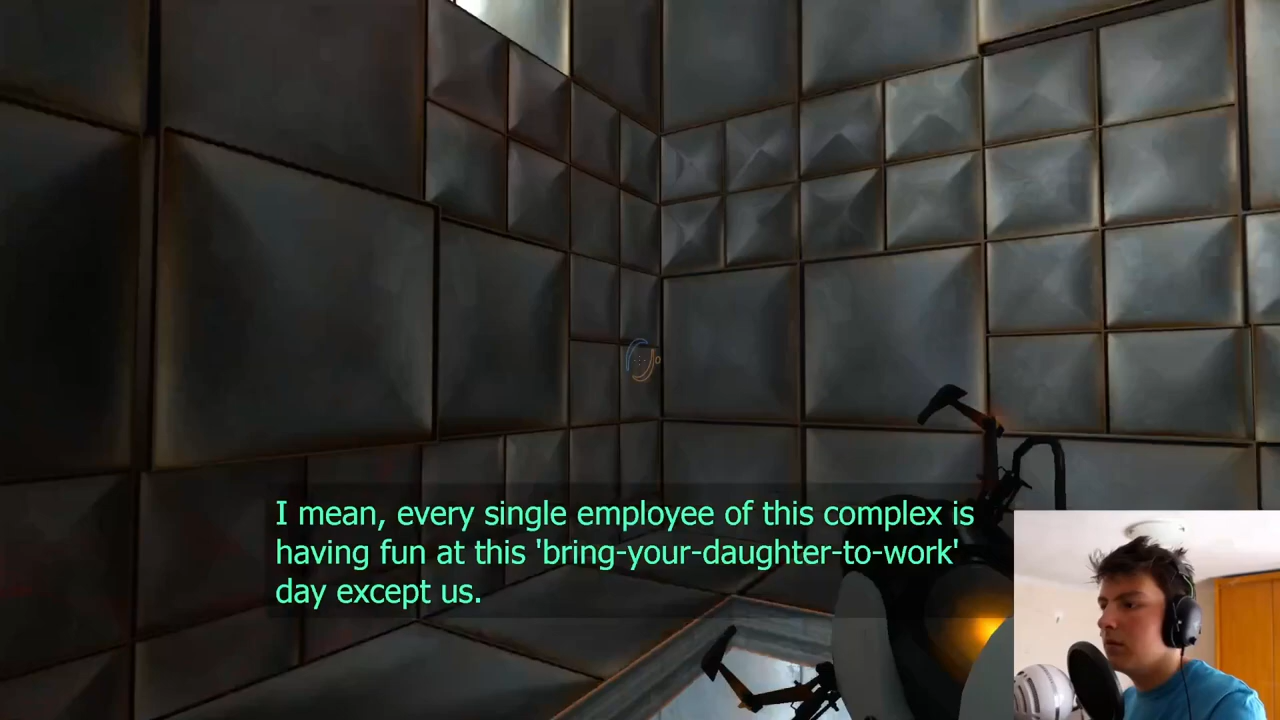 I mean, every single employee of this complex is
having fun at this 'bring-your-daughter-to-work'
day except us.